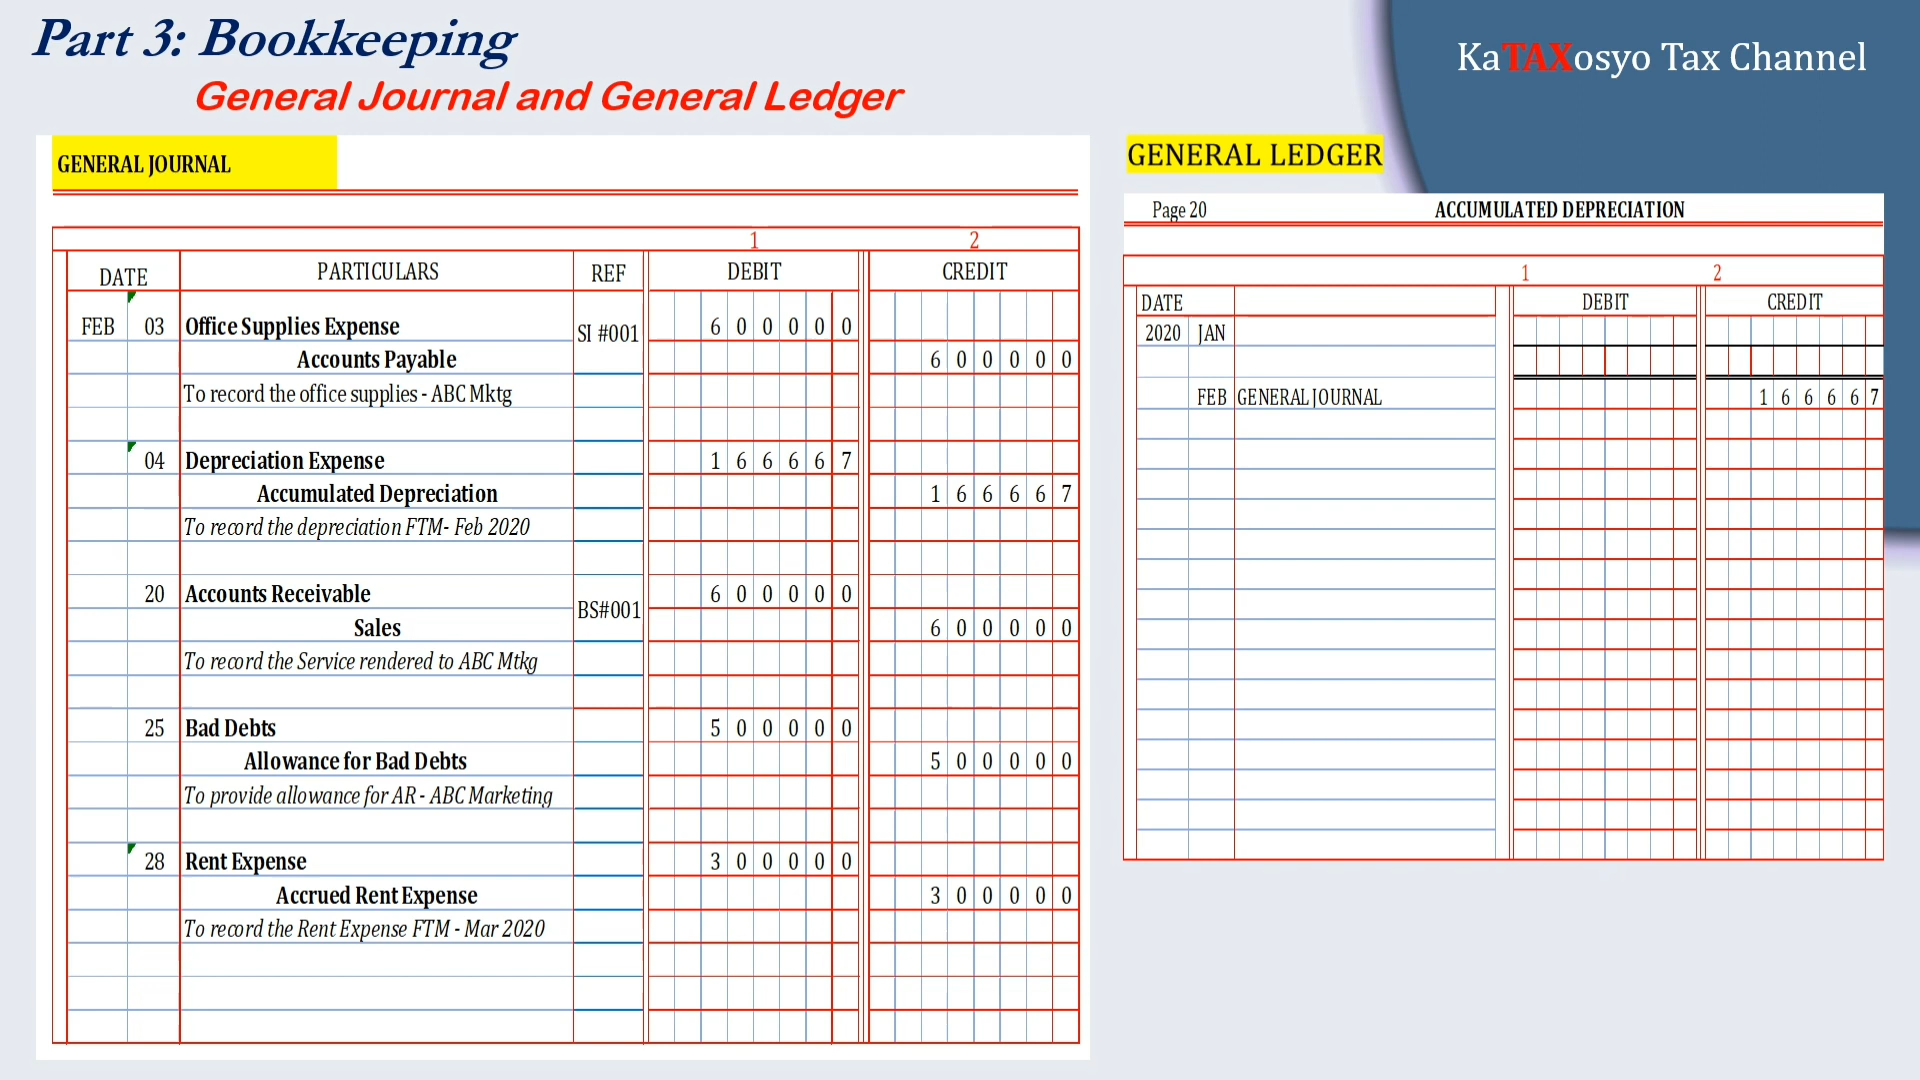 Part 3: Bookkeeping
General Journal and General Ledger
KaTAXosyo Tax Channel
GENERAL JOURNAL
1 2
DATE PARTICULARS REF DEBIT CREDIT
FEB 03 Office Supplies Expense SI #001 6 0 0 0 0 0
Accounts Payable 6 0 0 0 0 0
To record the office supplies - ABC Mktg
04 Depreciation Expense 1 6 6 6 6 7
Accumulated Depreciation 1 6 6 6 6 7
To record the depreciation FTM- Feb 2020
20 Accounts Receivable BS#001 6 0 0 0 0 0
Sales 6 0 0 0 0 0
To record the Service rendered to ABC Mtkg
25 Bad Debts 5 0 0 0 0 0
Allowance for Bad Debts 5 0 0 0 0 0
To provide allowance for AR - ABC Marketing
28 Rent Expense 3 0 0 0 0 0
Accrued Rent Expense 3 0 0 0 0 0
To record the Rent Expense FTM - Mar 2020
GENERAL LEDGER
Page 20 ACCUMULATED DEPRECIATION
1 2
DATE DEBIT CREDIT
2020 JAN
FEB GENERAL JOURNAL 1 6 6 6 6 7